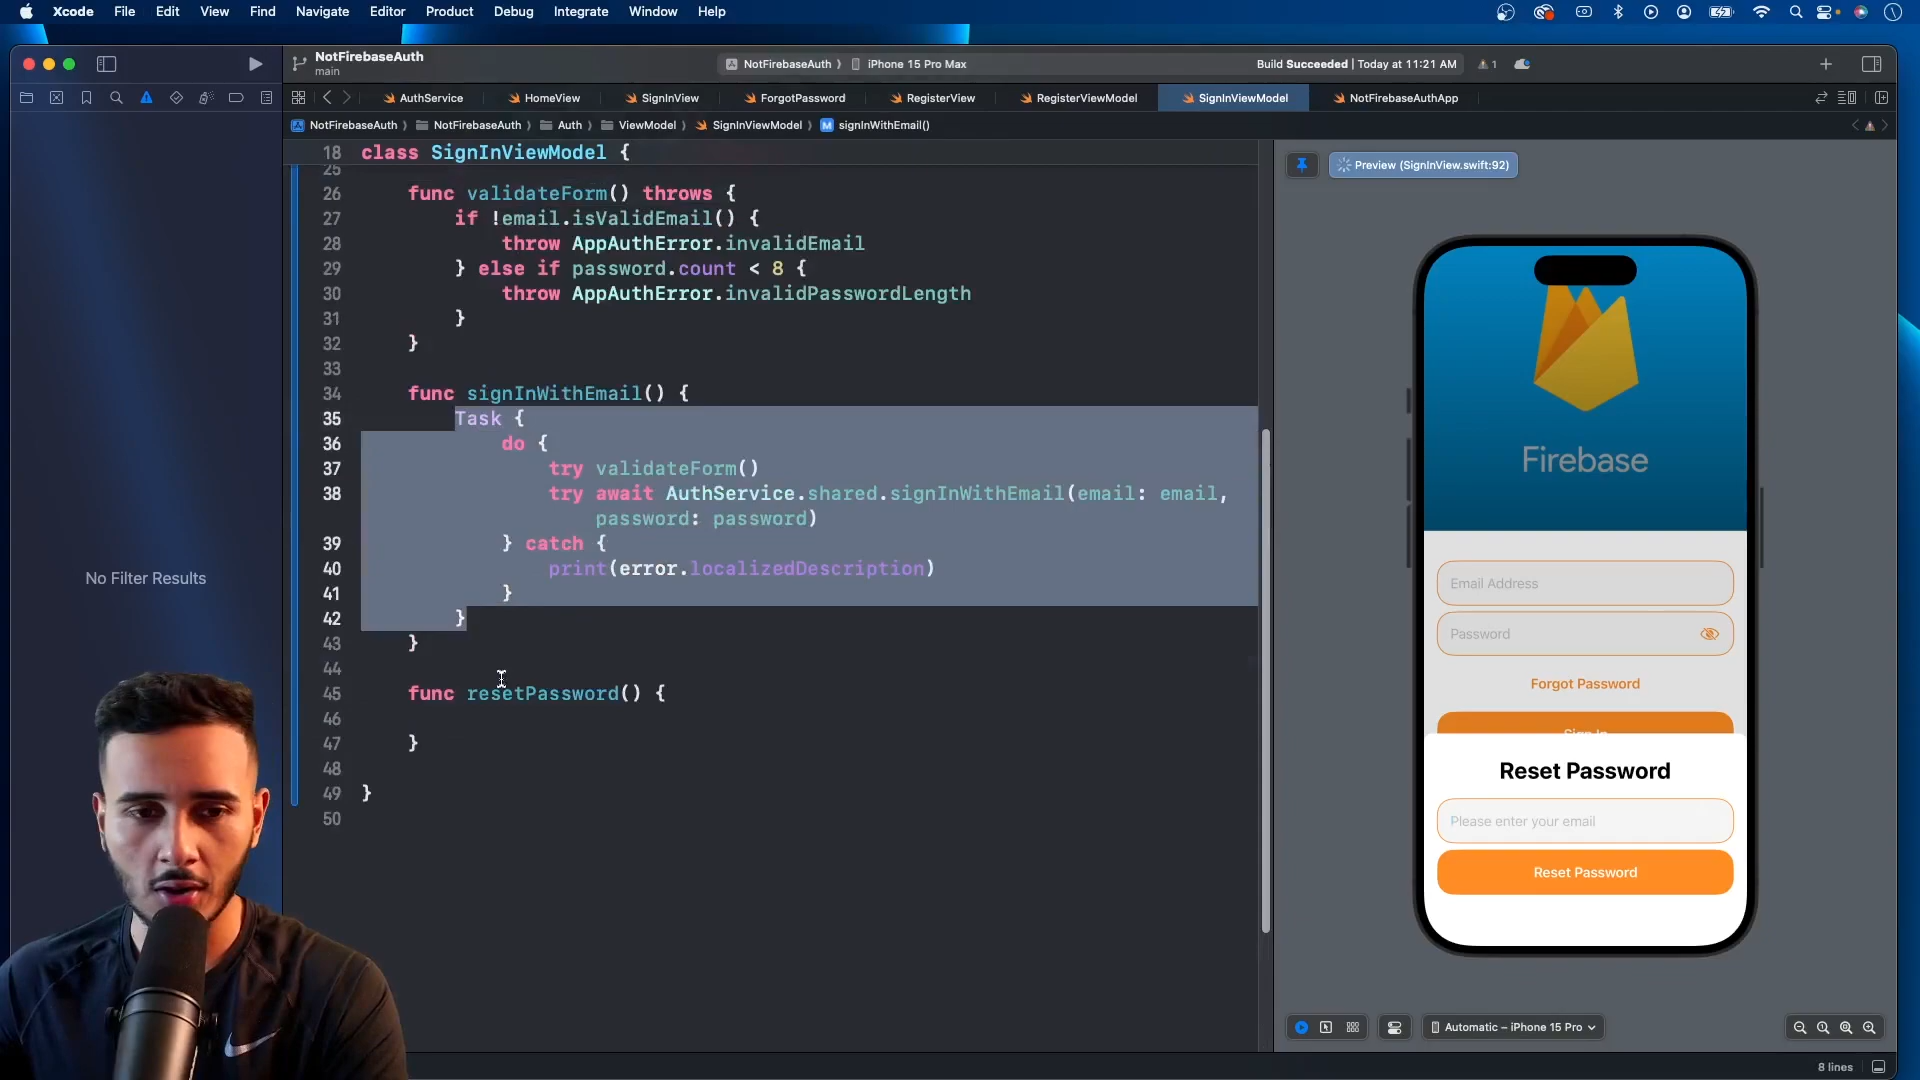 Xcode File Edit View Find Navigate Editor Product Debug Integrate Window Help
NotFirebaseAuth
main
NotFirebaseAuth 〉 iPhone 15 Pro Max
Build Succeeded | Today at 11:21 AM
1
AuthService HomeView SignInView ForgotPassword RegisterView RegisterViewModel SignInViewModel NotFirebaseAuthApp
NotFirebaseAuth 〉 NotFirebaseAuth 〉 Auth 〉 ViewModel 〉 SignInViewModel 〉 M signInWithEmail()
18 class SignInViewModel {
25
26 func validateForm() throws {
27 if !email.isValidEmail() {
28 throw AppAuthError.invalidEmail
29 } else if password.count < 8 {
30 throw AppAuthError.invalidPasswordLength
31 }
32 }
33
34 func signInWithEmail() {
35 Task {
36 do {
37 try validateForm()
38 try await AuthService.shared.signInWithEmail(email: email,
password: password)
39 } catch {
40 print(error.localizedDescription)
41 }
42 }
43 }
44
45 func resetPassword() {
46
47 }
48
49 }
50
No Filter Results
Preview (SignInView.swift:92)
Firebase
Email Address
Password
Forgot Password
Sign In
Reset Password
Please enter your email
Reset Password
Automatic – iPhone 15 Pro
8 lines